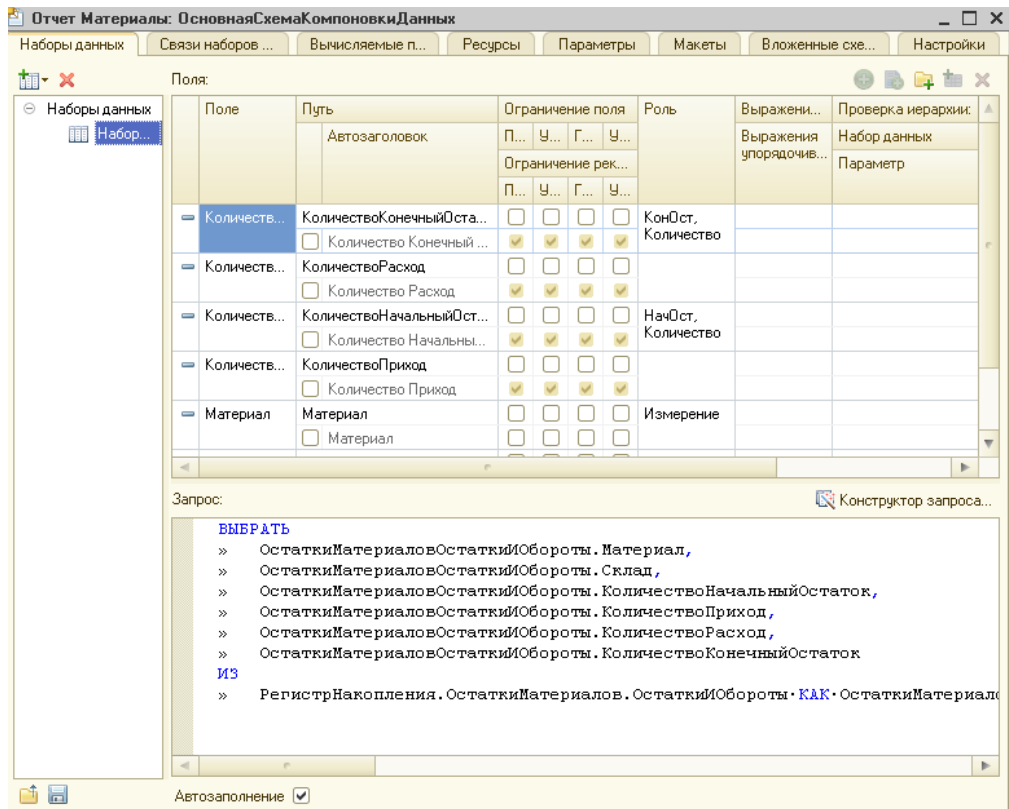 Отчет Материалы: ОсновнаяСхемаКомпоновкиДанных
Наборы данных Связи наборов ... Вычисляемые п... Ресурсы Параметры Макеты Вложенные схе... Настройки
Поля:
Наборы данных
Набор...
Поле Путь Ограничение поля Роль Выражени... Проверка иерархии:
Автозаголовок П... У... Г... У... Выражения упорядочив... Набор данных
Ограничение рек... Параметр
П... У... Г... У...
Количеств... КоличествоКонечныйОста... КонОст,
Количество Конечный ... Количество
Количеств... КоличествоРасход
Количество Расход
Количеств... КоличествоНачальныйОст... НачОст,
Количество Начальны... Количество
Количеств... КоличествоПриход
Количество Приход
Материал Материал Измерение
Материал
Запрос: Конструктор запроса...
ВЫБРАТЬ
» ОстаткиМатериаловОстаткиИОбороты.Материал,
» ОстаткиМатериаловОстаткиИОбороты.Склад,
» ОстаткиМатериаловОстаткиИОбороты.КоличествоНачальныйОстаток,
» ОстаткиМатериаловОстаткиИОбороты.КоличествоПриход,
» ОстаткиМатериаловОстаткиИОбороты.КоличествоРасход,
» ОстаткиМатериаловОстаткиИОбороты.КоличествоКонечныйОстаток
ИЗ
» РегистрНакопления.ОстаткиМатериалов.ОстаткиИОбороты·КАК·ОстаткиМатериал
Автозаполнение